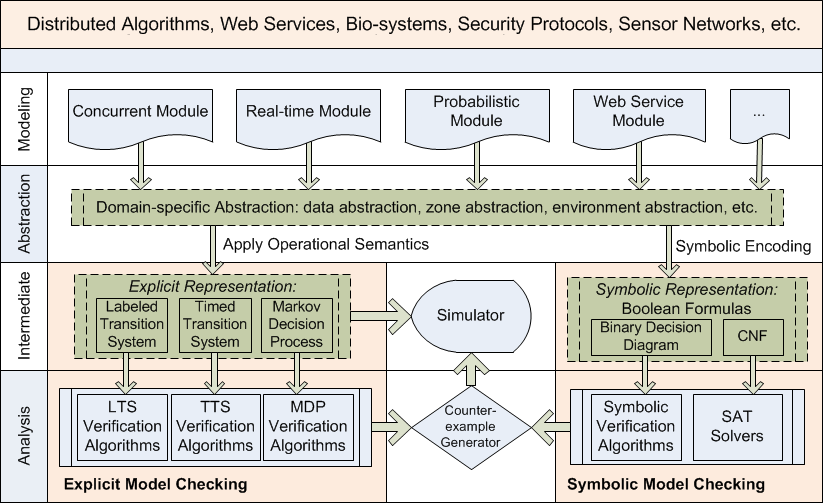 Distributed Algorithms, Web Services, Bio-systems, Security Protocols, Sensor Networks, etc.
Modeling
Concurrent Module
Real-time Module
Probabilistic
Module
Web Service
Module
...
Abstraction
Domain-specific Abstraction: data abstraction, zone abstraction, environment abstraction, etc.
Apply Operational Semantics
Symbolic Encoding
Intermediate
Explicit Representation:
Labeled
Transition
System
Timed
Transition
System
Markov
Decision
Process
Simulator
Symbolic Representation:
Boolean Formulas
Binary Decision
Diagram
CNF
Analysis
LTS
Verification
Algorithms
TTS
Verification
Algorithms
MDP
Verification
Algorithms
Counter-
example
Generator
Symbolic
Verification
Algorithms
SAT
Solvers
Explicit Model Checking
Symbolic Model Checking